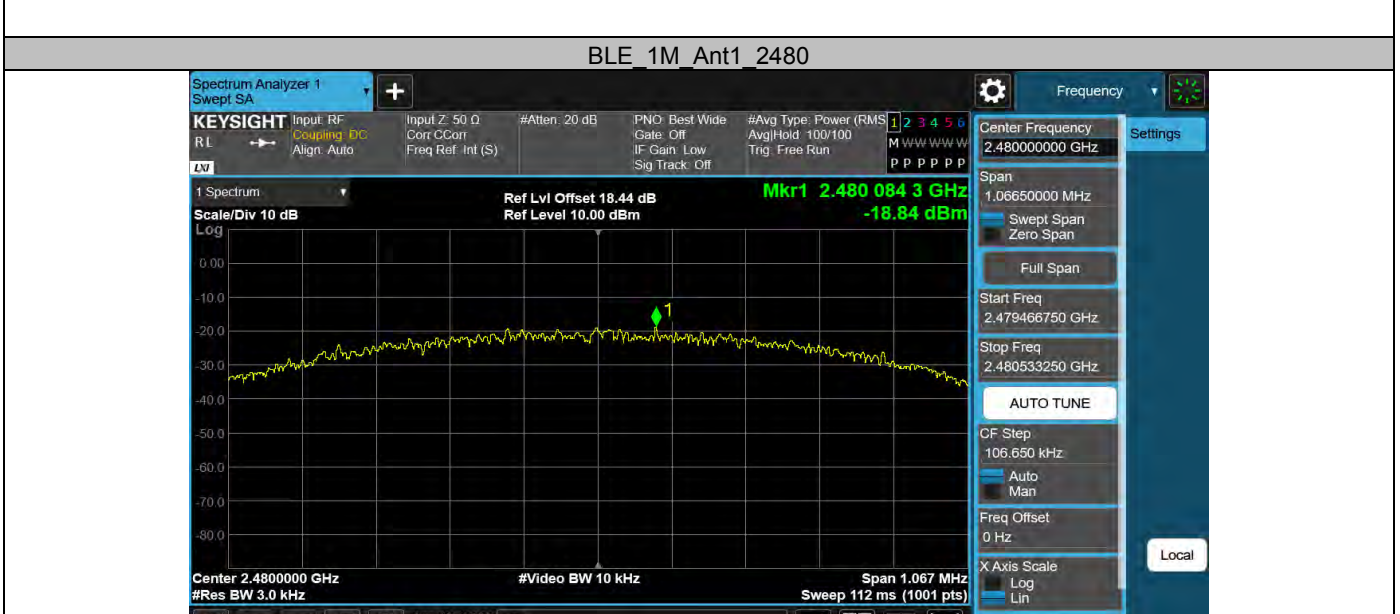 BLE_1M_Ant1_2480
Spectrum Analyzer 1
Swept SA
+
Frequency
KEYSIGHT
R L
LXI
Input: RF
Coupling: DC
Align: Auto
Input Z: 50 Ω
Corr CCorr
Freq Ref: Int (S)
#Atten: 20 dB
PNO: Best Wide
Gate: Off
IF Gain: Low
Sig Track: Off
#Avg Type: Power (RMS
Avg|Hold: 100/100
Trig: Free Run
1 2 3 4 5 6
M W W W W W
P P P P P P
1 Spectrum
Scale/Div 10 dB
Log
Ref Lvl Offset 18.44 dB
Ref Level 10.00 dBm
Mkr1 2.480 084 3 GHz
-18.84 dBm
0.00
-10.0
-20.0
-30.0
-40.0
-50.0
-60.0
-70.0
-80.0
1
Center 2.4800000 GHz
#Res BW 3.0 kHz
#Video BW 10 kHz
Span 1.067 MHz
Sweep 112 ms (1001 pts)
Center Frequency
2.480000000 GHz
Span
1.06650000 MHz
Swept Span
Zero Span
Full Span
Start Freq
2.479466750 GHz
Stop Freq
2.480533250 GHz
AUTO TUNE
CF Step
106.650 kHz
Auto
Man
Freq Offset
0 Hz
X Axis Scale
Log
Lin
Settings
Local